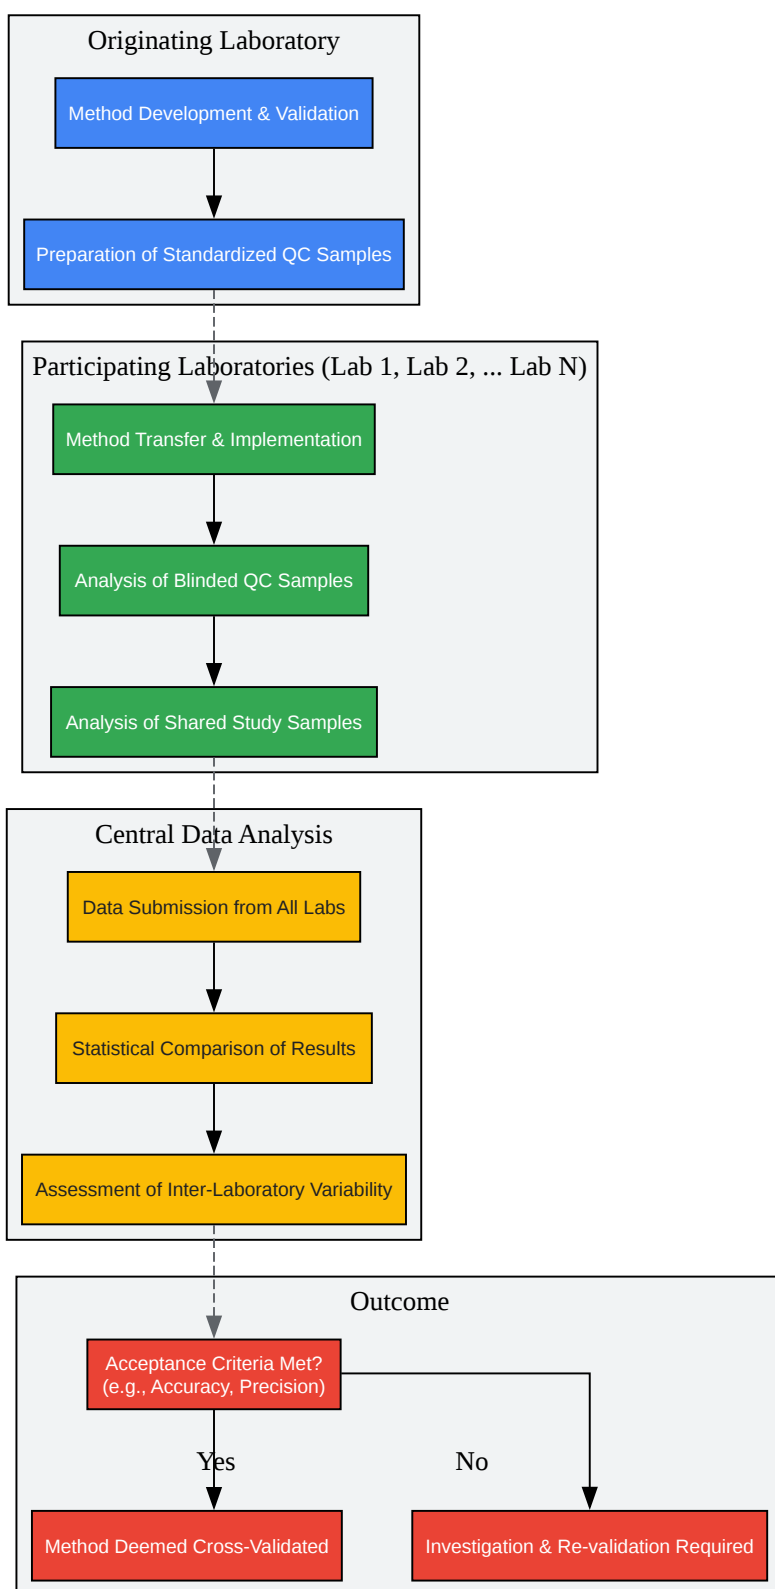 Originating Laboratory
Method Development & Validation
Preparation of Standardized QC Samples
Participating Laboratories (Lab 1, Lab 2, ... Lab N)
Method Transfer & Implementation
Analysis of Blinded QC Samples
Analysis of Shared Study Samples
Central Data Analysis
Data Submission from All Labs
Statistical Comparison of Results
Assessment of Inter-Laboratory Variability
Outcome
Acceptance Criteria Met?
(e.g., Accuracy, Precision)
Yes
No
Method Deemed Cross-Validated
Investigation & Re-validation Required